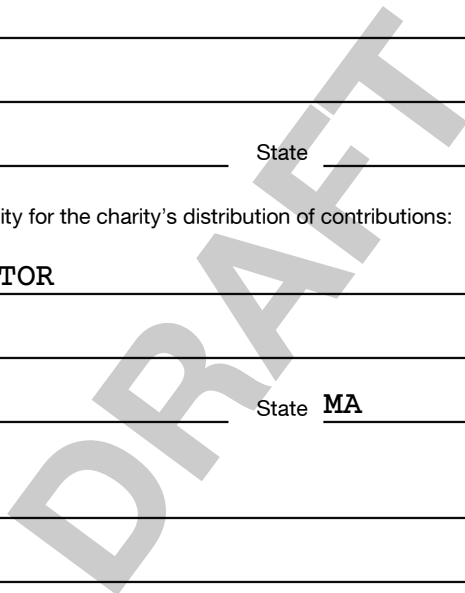 State
ity for the charity’s distribution of contributions:
TOR
State MA
DRAFT